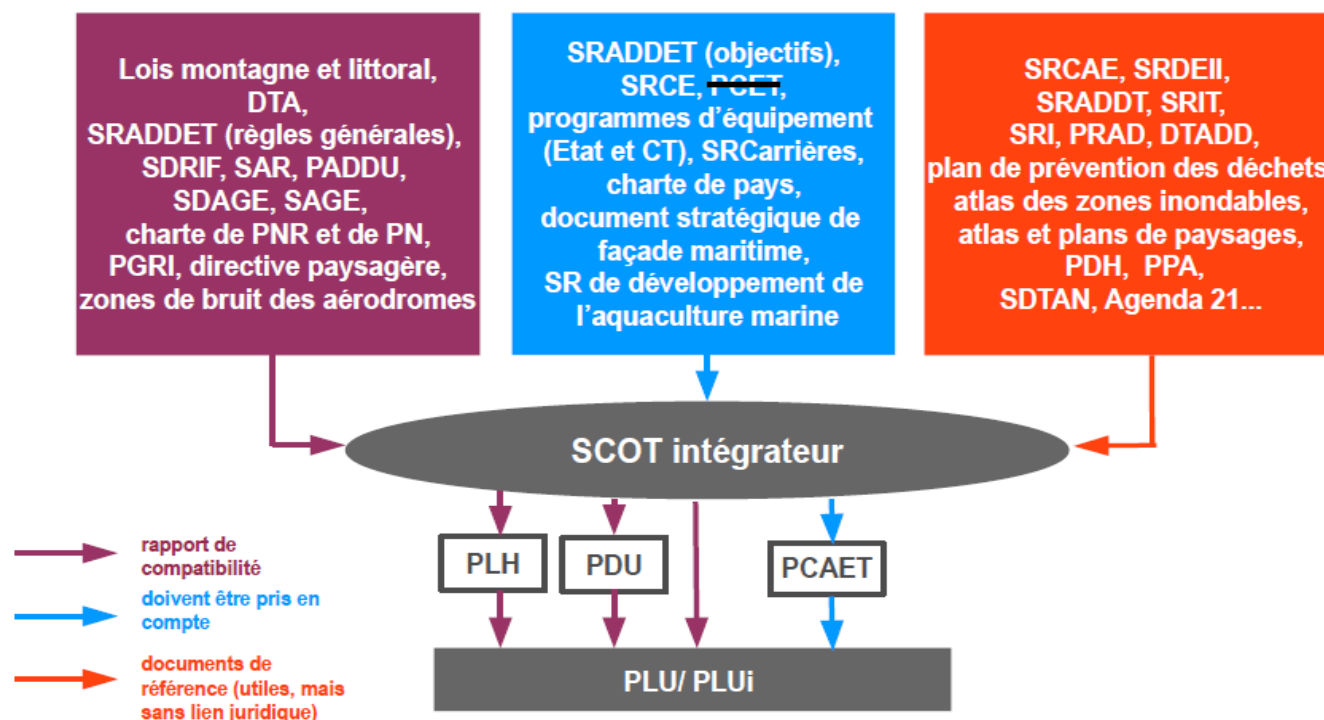 Lois montagne et littoral,
DTA,
SRADDET (règles générales),
SDRIF, SAR, PADDU,
SDAGE, SAGE,
charte de PNR et de PN,
PGRI, directive paysagère,
zones de bruit des aérodromes
SRADDET (objectifs),
SRCE, PCET,
programmes d’équipement
(Etat et CT), SRCarrières,
charte de pays,
document stratégique de
façade maritime,
SR de développement de
l’aquaculture marine
SRCAE, SRDEII,
SRADDT, SRIT,
SRI, PRAD, DTADD,
plan de prévention des déchets,
atlas des zones inondables,
atlas et plans de paysages,
PDH, PPA,
SDTAN, Agenda 21...
SCOT intégrateur
PLH
PDU
PCAET
PLU/ PLUi
rapport de
compatibilité
doivent être pris en
compte
documents de
référence (utiles, mais
sans lien juridique)